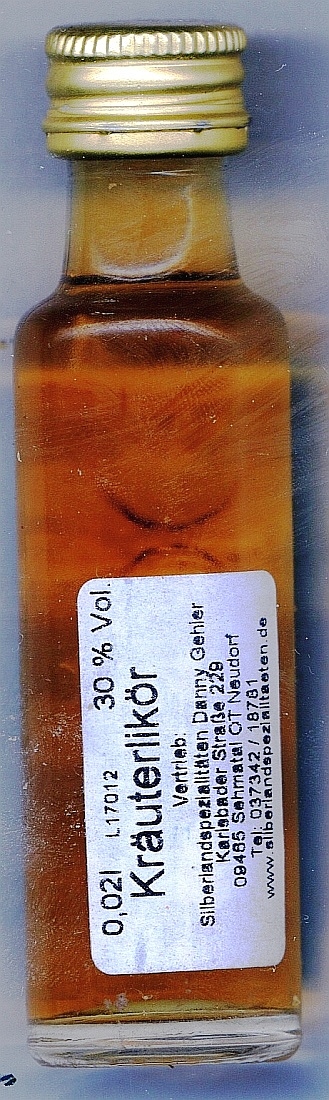 0,02l L17012 30 % Vol.
Kräuterlikör
Vertrieb:
Silberlandspezialitäten Danny Gehler
Karlsbader Straße 229
09465 Sehmatal OT Neudorf
Tel: 037342 / 18781
www.silberlandspezialitaeten.de